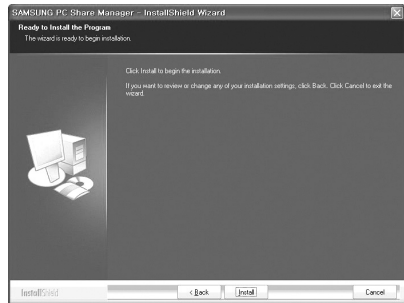 SAMSUNG PC Share Manager - InstallShield Wizard
Ready to Install the Program
The wizard is ready to begin installation.
Click Install to begin the installation.
If you want to review or change any of your installation settings, click Back. Click Cancel to exit the
wizard.
InstallShield
< Back Install Cancel